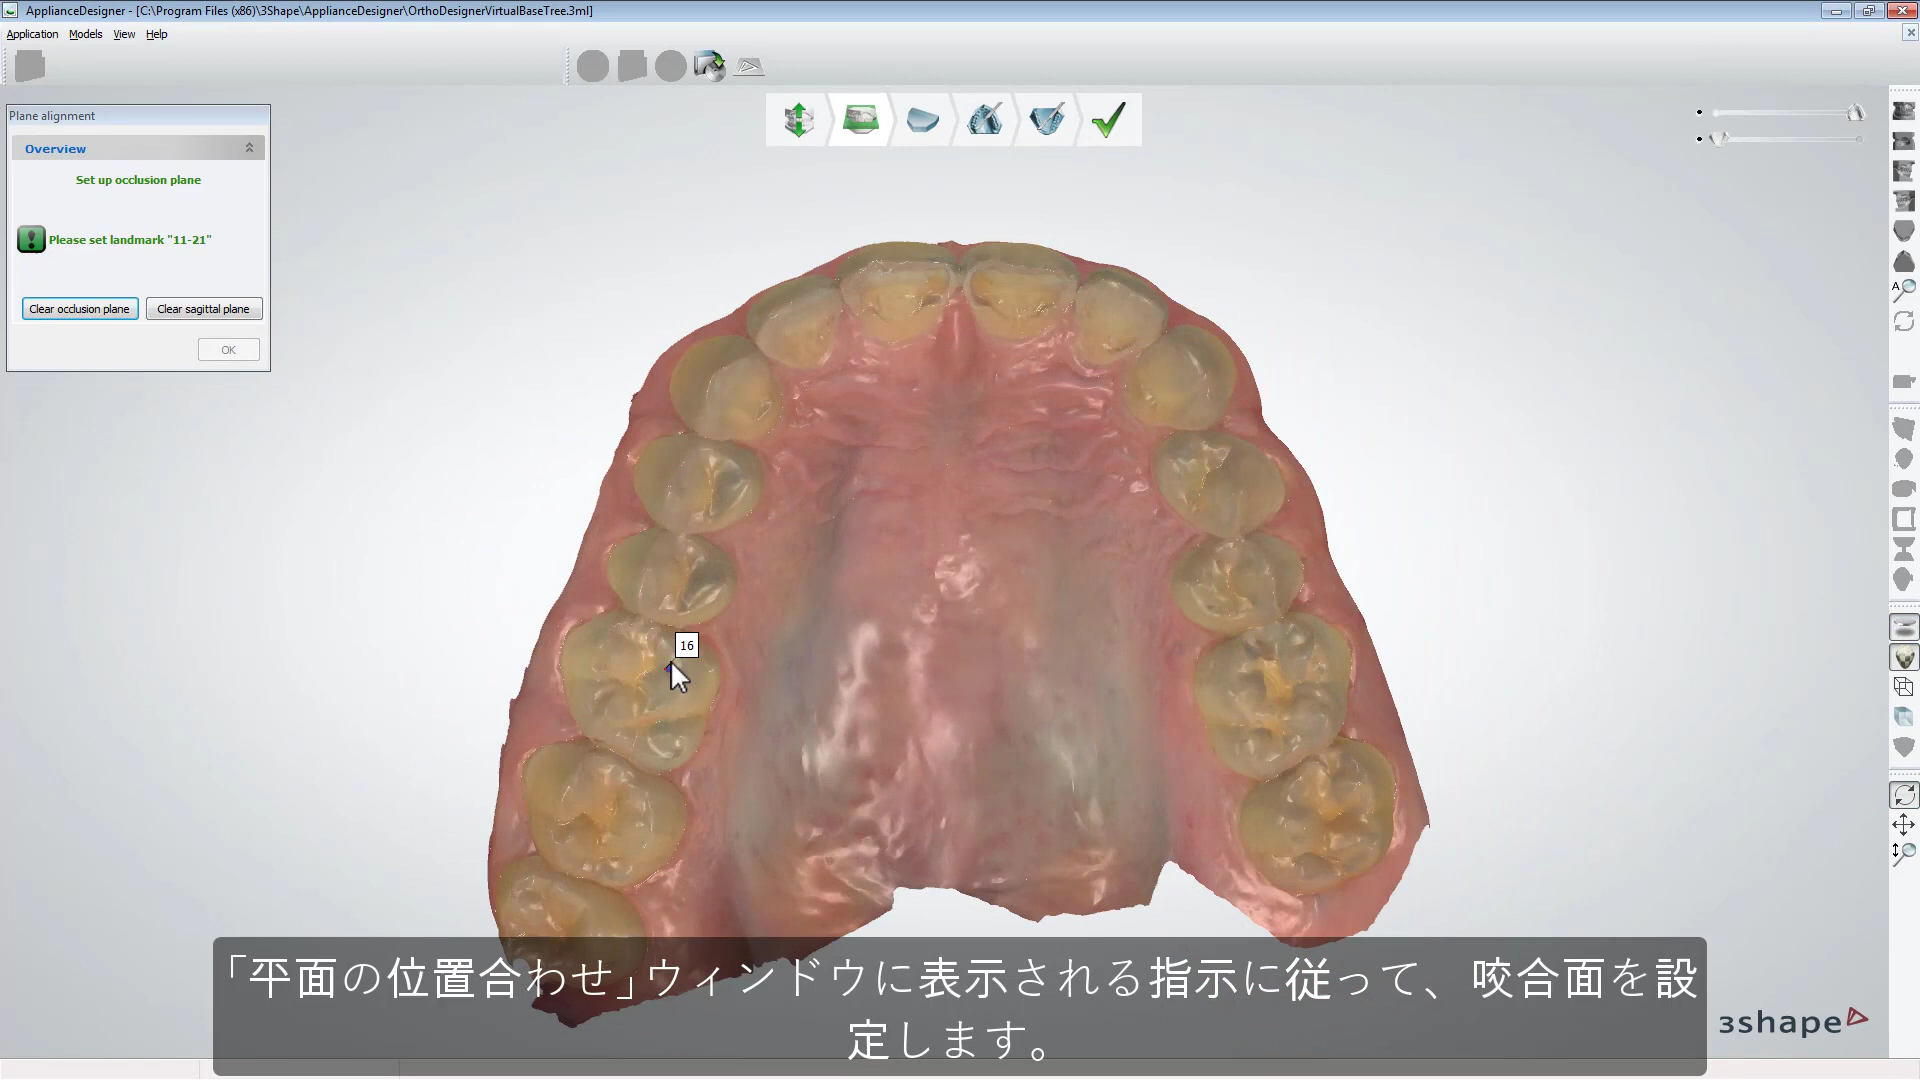 ApplianceDesigner - [C:\Program Files (x86)\3Shape\ApplianceDesigner\OrthoDesignerVirtualBaseTree.3ml]
Application Models View Help
Plane alignment
Overview
Set up occlusion plane
Please set landmark "11-21"
Clear occlusion plane Clear sagittal plane
OK
A
16
「平面の位置合わせ」ウィンドウに表示される指示に従って、咬合面を設
定します。
3shape